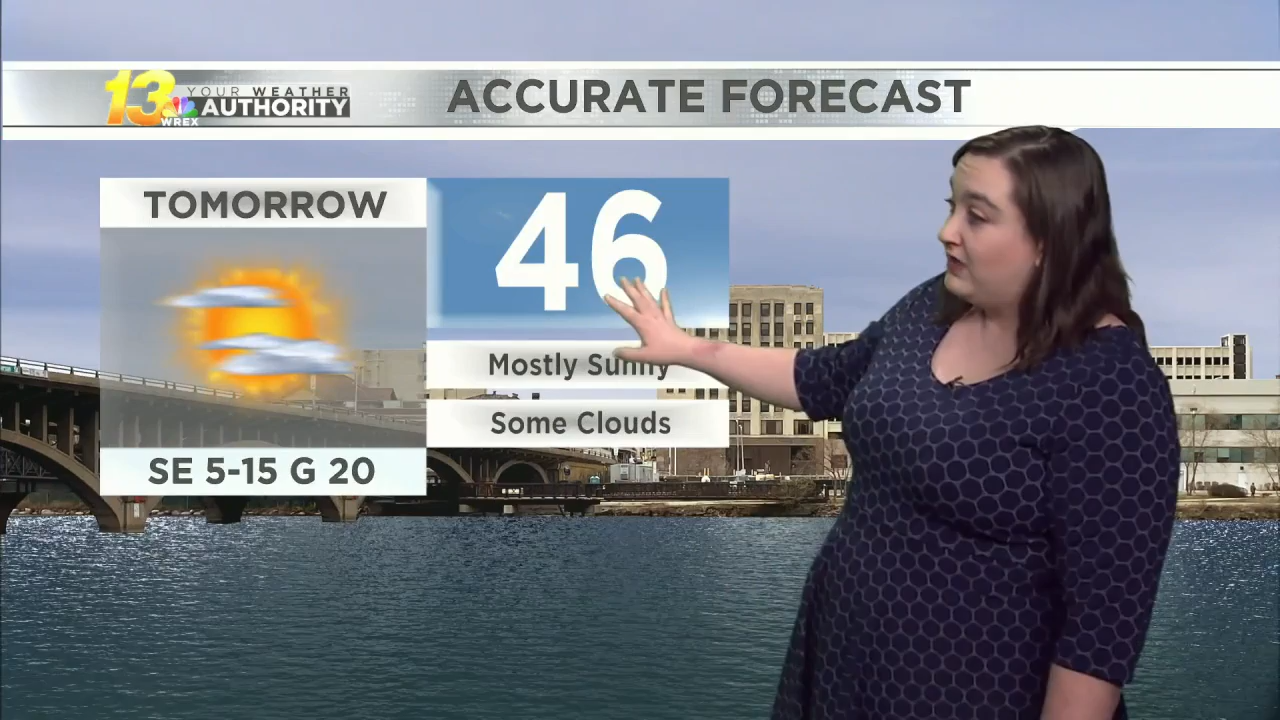 13 YOUR WEATHER
AUTHORITY
WREX
ACCURATE FORECAST
TOMORROW
46
Mostly Sunny
Some Clouds
SE 5-15 G 20